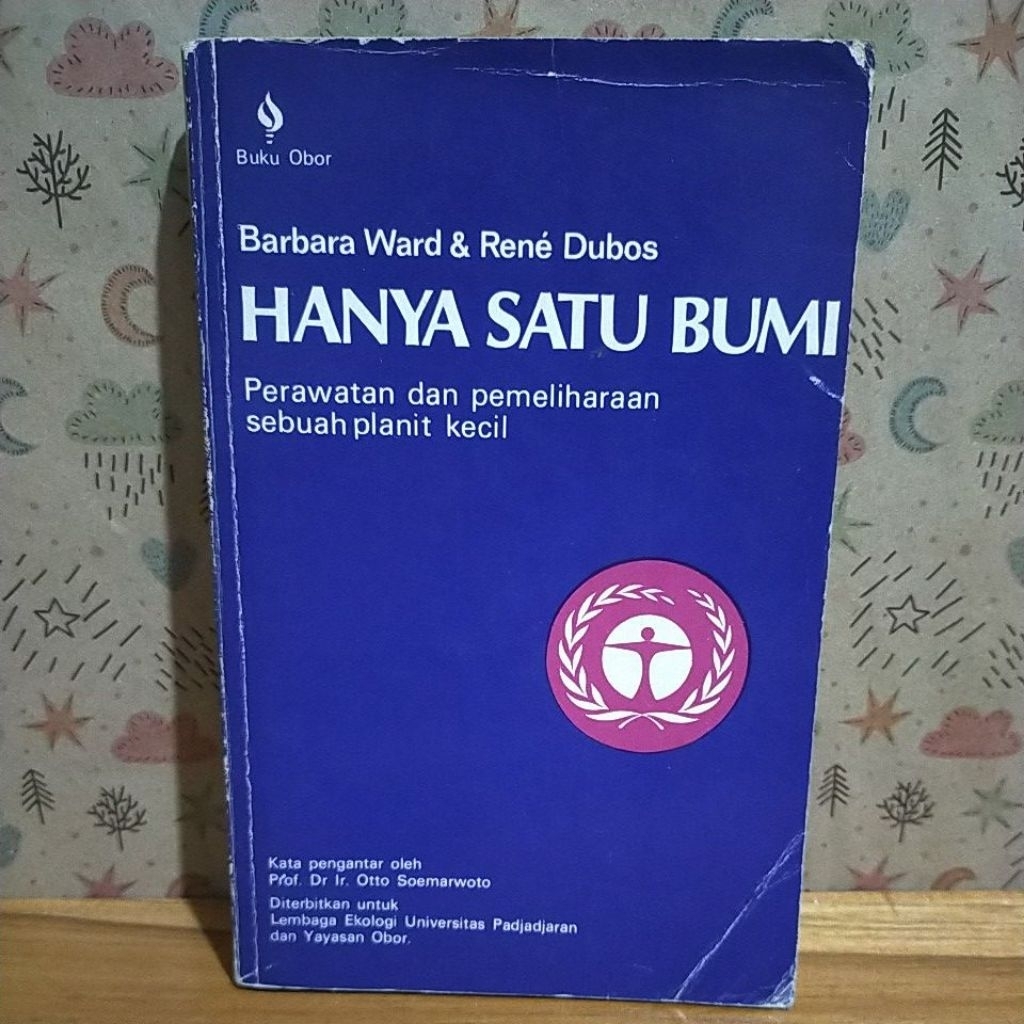 Buku Obor
Barbara Ward & René Dubos
HANYA SATU BUMI
Perawatan dan pemeliharaan
sebuah planit kecil
Kata pengantar oleh
Prof. Dr Ir. Otto Soemarwoto
Diterbitkan untuk
Lembaga Ekologi Universitas Padjadjaran
dan Yayasan Obor.